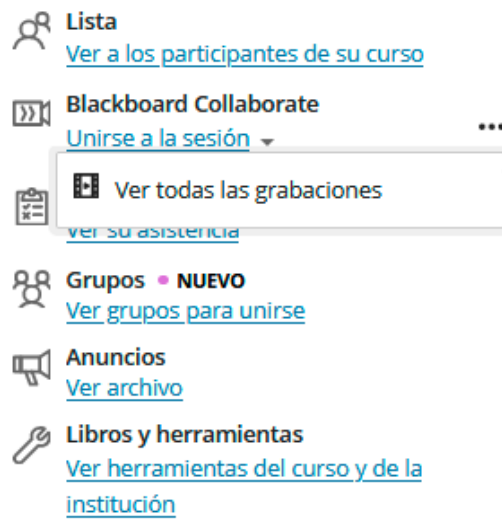 Lista
Ver a los participantes de su curso
Blackboard Collaborate
Unirse a la sesión
Ver todas las grabaciones
Ver su asistencia
Grupos • NUEVO
Ver grupos para unirse
Anuncios
Ver archivo
Libros y herramientas
Ver herramientas del curso y de la
institución